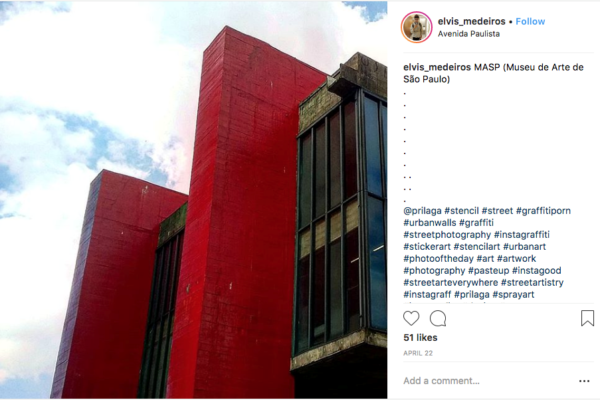 elvis_medeiros • Follow
Avenida Paulista
elvis_medeiros MASP (Museu de Arte de
São Paulo)
.
.
.
.
.
.
.
. .
. .
.
@prilaga #stencil #street #graffitiporn
#urbanwalls #graffiti
#streetphotography #instagraffiti
#stickerart #stencilart #urbanart
#photooftheday #art #artwork
#photography #pasteup #instagood
#streetarteverywhere #streetartistry
#instagraff #prilaga #sprayart
51 likes
APRIL 22
Add a comment...